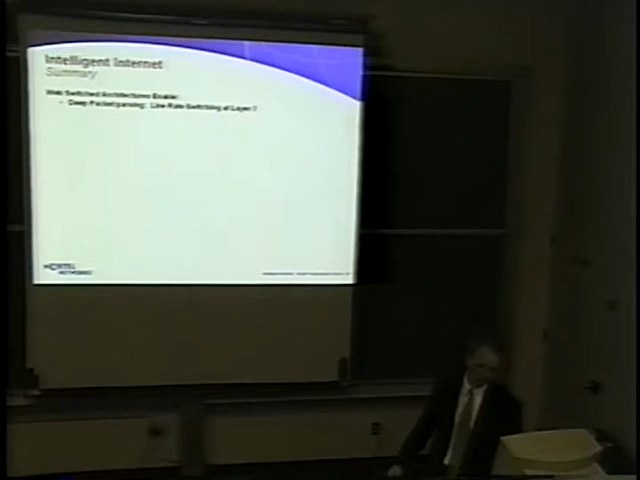 Intelligent Internet
Summary
Web Switched Architectures Enable:
- Deep Packet parsing: Line Rate Switching at Layer 7
NORTEL
NETWORKS